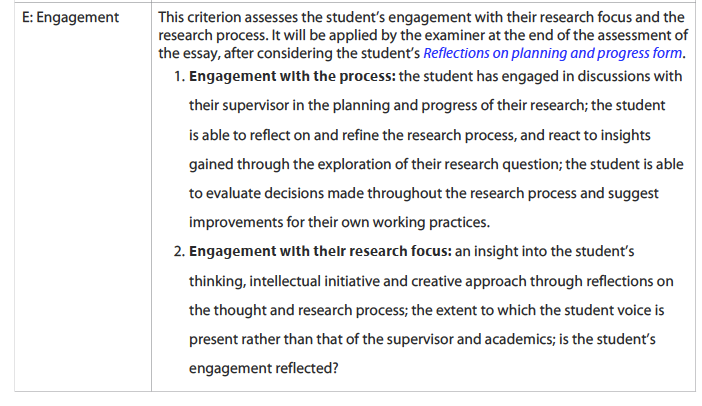 E: Engagement
This criterion assesses the student's engagement with their research focus and the
research process. It will be applied by the examiner at the end of the assessment of
the essay, after considering the student's Reflections on planning and progress form.
1. Engagement with the process: the student has engaged in discussions with
their supervisor in the planning and progress of their research; the student
is able to reflect on and refine the research process, and react to insights
gained through the exploration of their research question; the student is able
to evaluate decisions made throughout the research process and suggest
improvements for their own working practices.
2. Engagement with their research focus: an insight into the student's
thinking, intellectual initiative and creative approach through reflections on
the thought and research process; the extent to which the student voice is
present rather than that of the supervisor and academics; is the student's
engagement reflected?